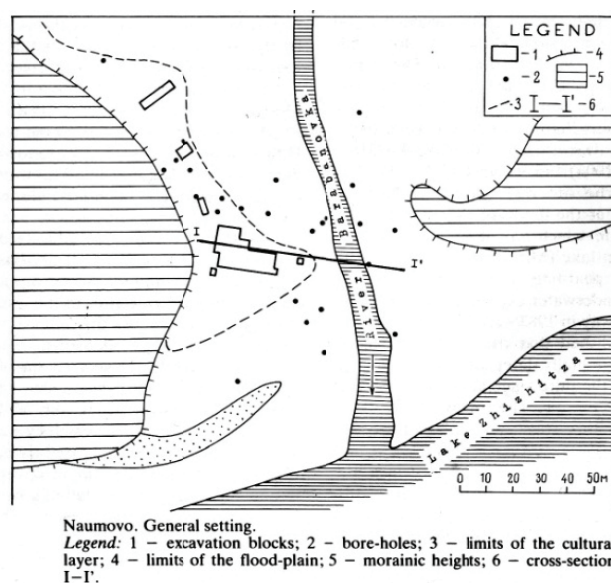 LEGEND
-1 -4
-2 -5
-3 I—I' -6
River Barabanovka
I
I'
Lake Zhizhitza
0 10 20 30 40 50M
Naumovo. General setting.
Legend: 1 – excavation blocks; 2 – bore-holes; 3 – limits of the cultura
layer; 4 – limits of the flood-plain; 5 – morainic heights; 6 – cross-section
I–I'.